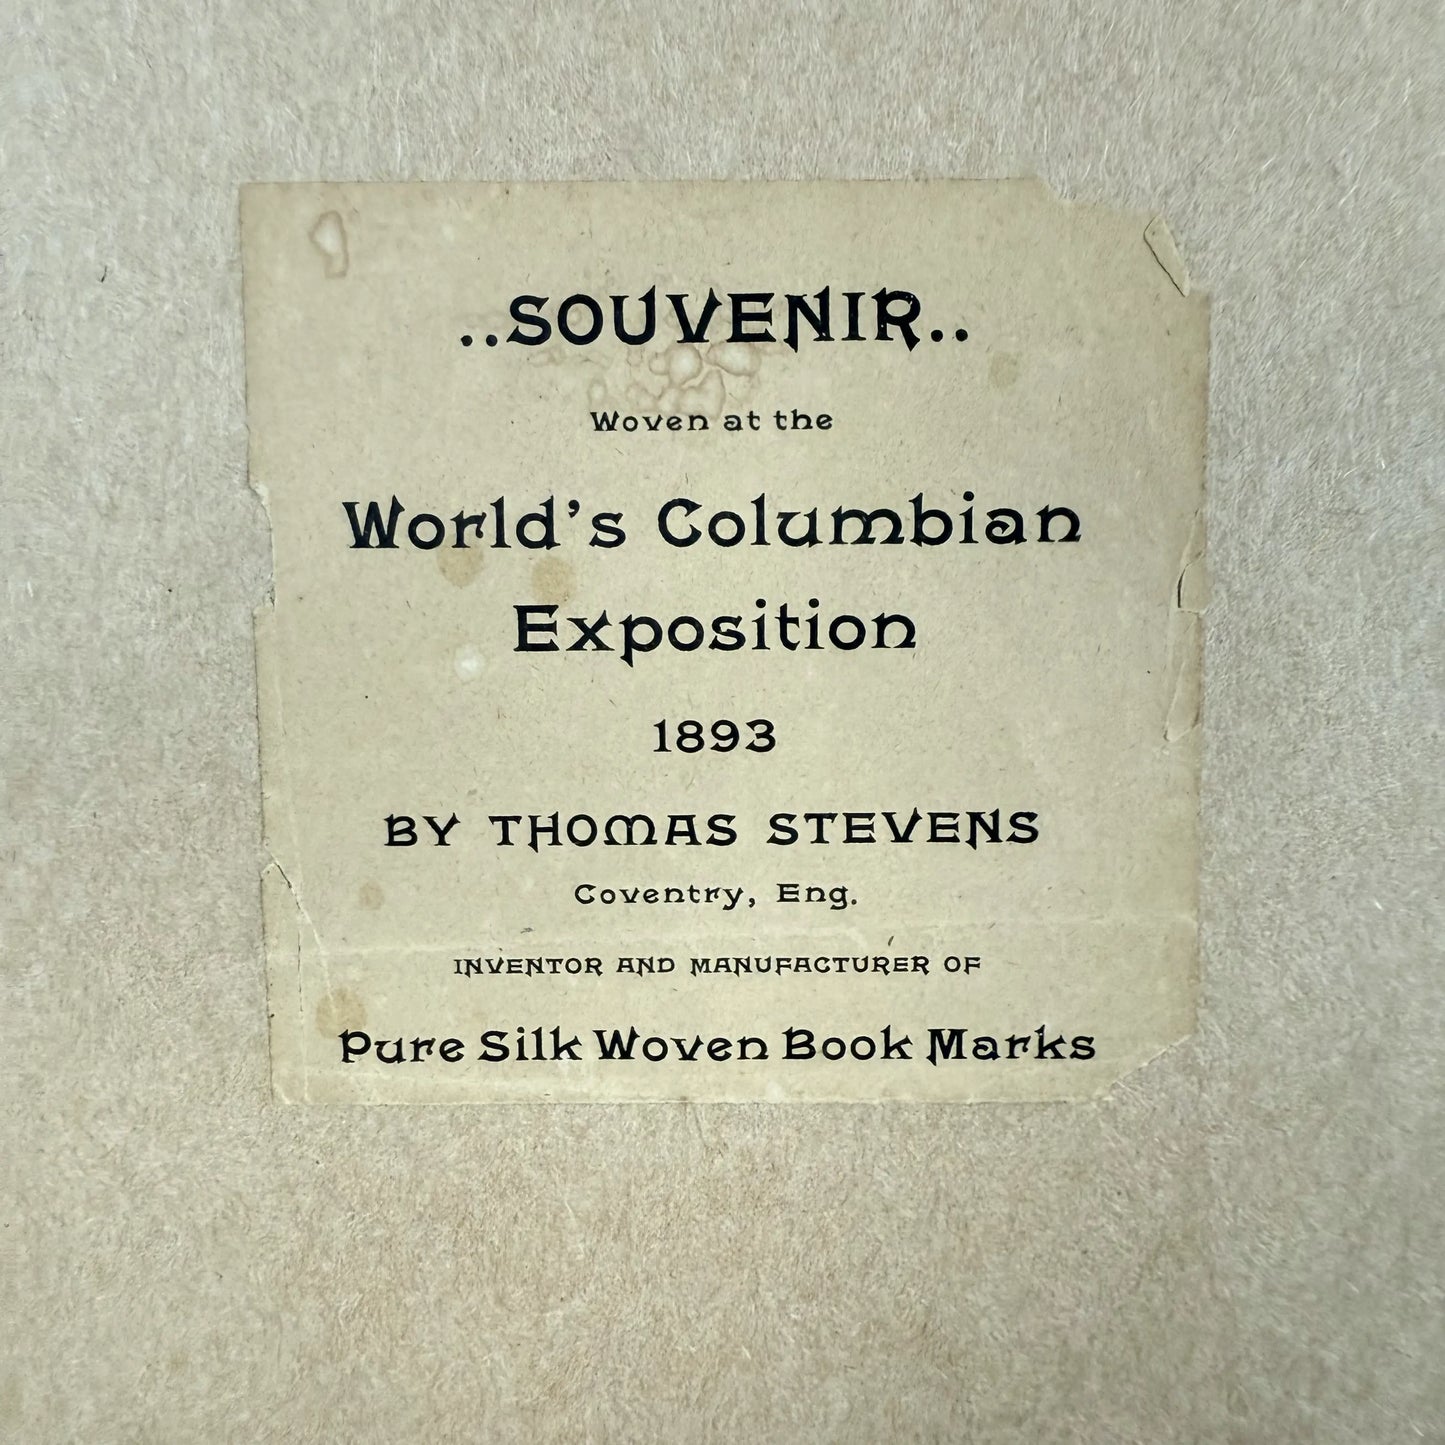 ..SOUVENIR..
Woven at the
World's Columbian
Exposition
1893
BY THOMAS STEVENS
Coventry, Eng.
INVENTOR AND MANUFACTURER OF
Pure Silk Woven Book Marks